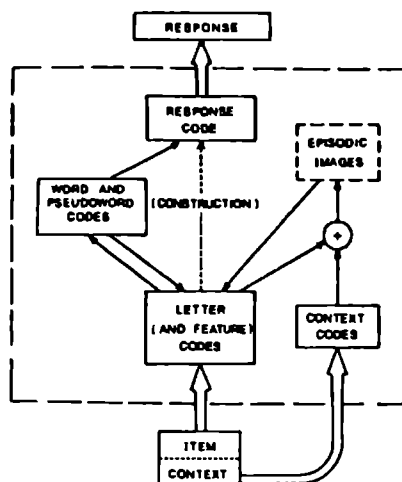 RESPONSE
RESPONSE
CODE
EPISODIC
IMAGES
WORD AND
PSEUDOWORD
CODES
(CONSTRUCTION)
+
LETTER
(AND FEATURE)
CODES
CONTEXT
CODES
ITEM
CONTEXT